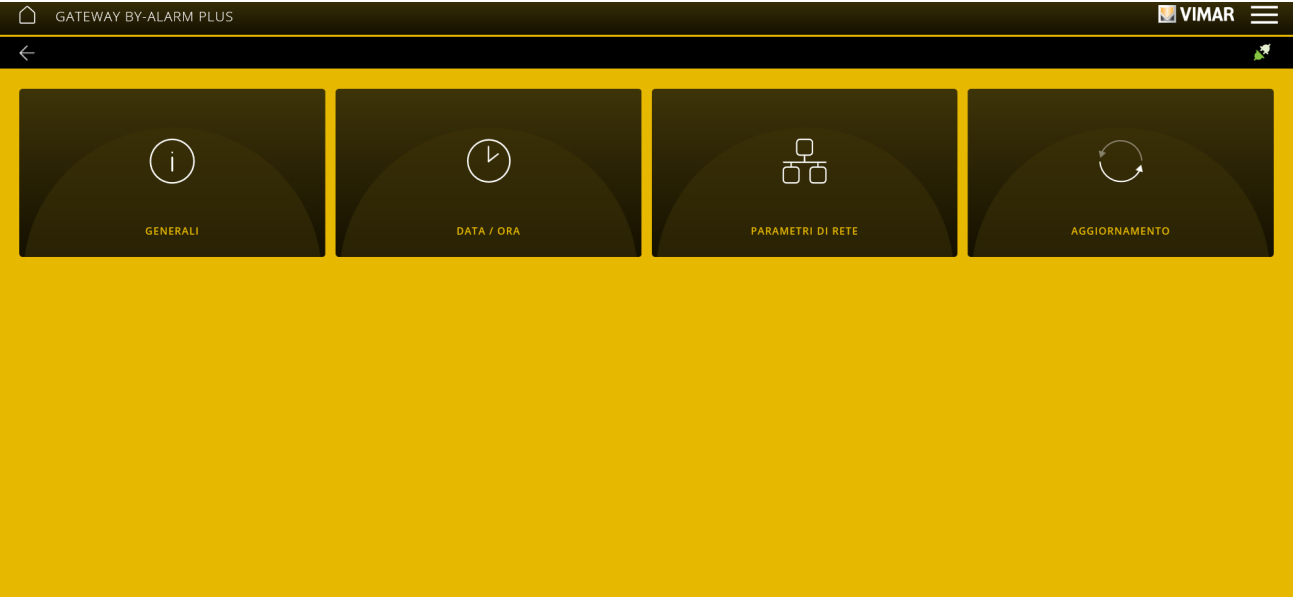 GATEWAY BY-ALARM PLUS
VIMAR
GENERALI
DATA / ORA
PARAMETRI DI RETE
AGGIORNAMENTO